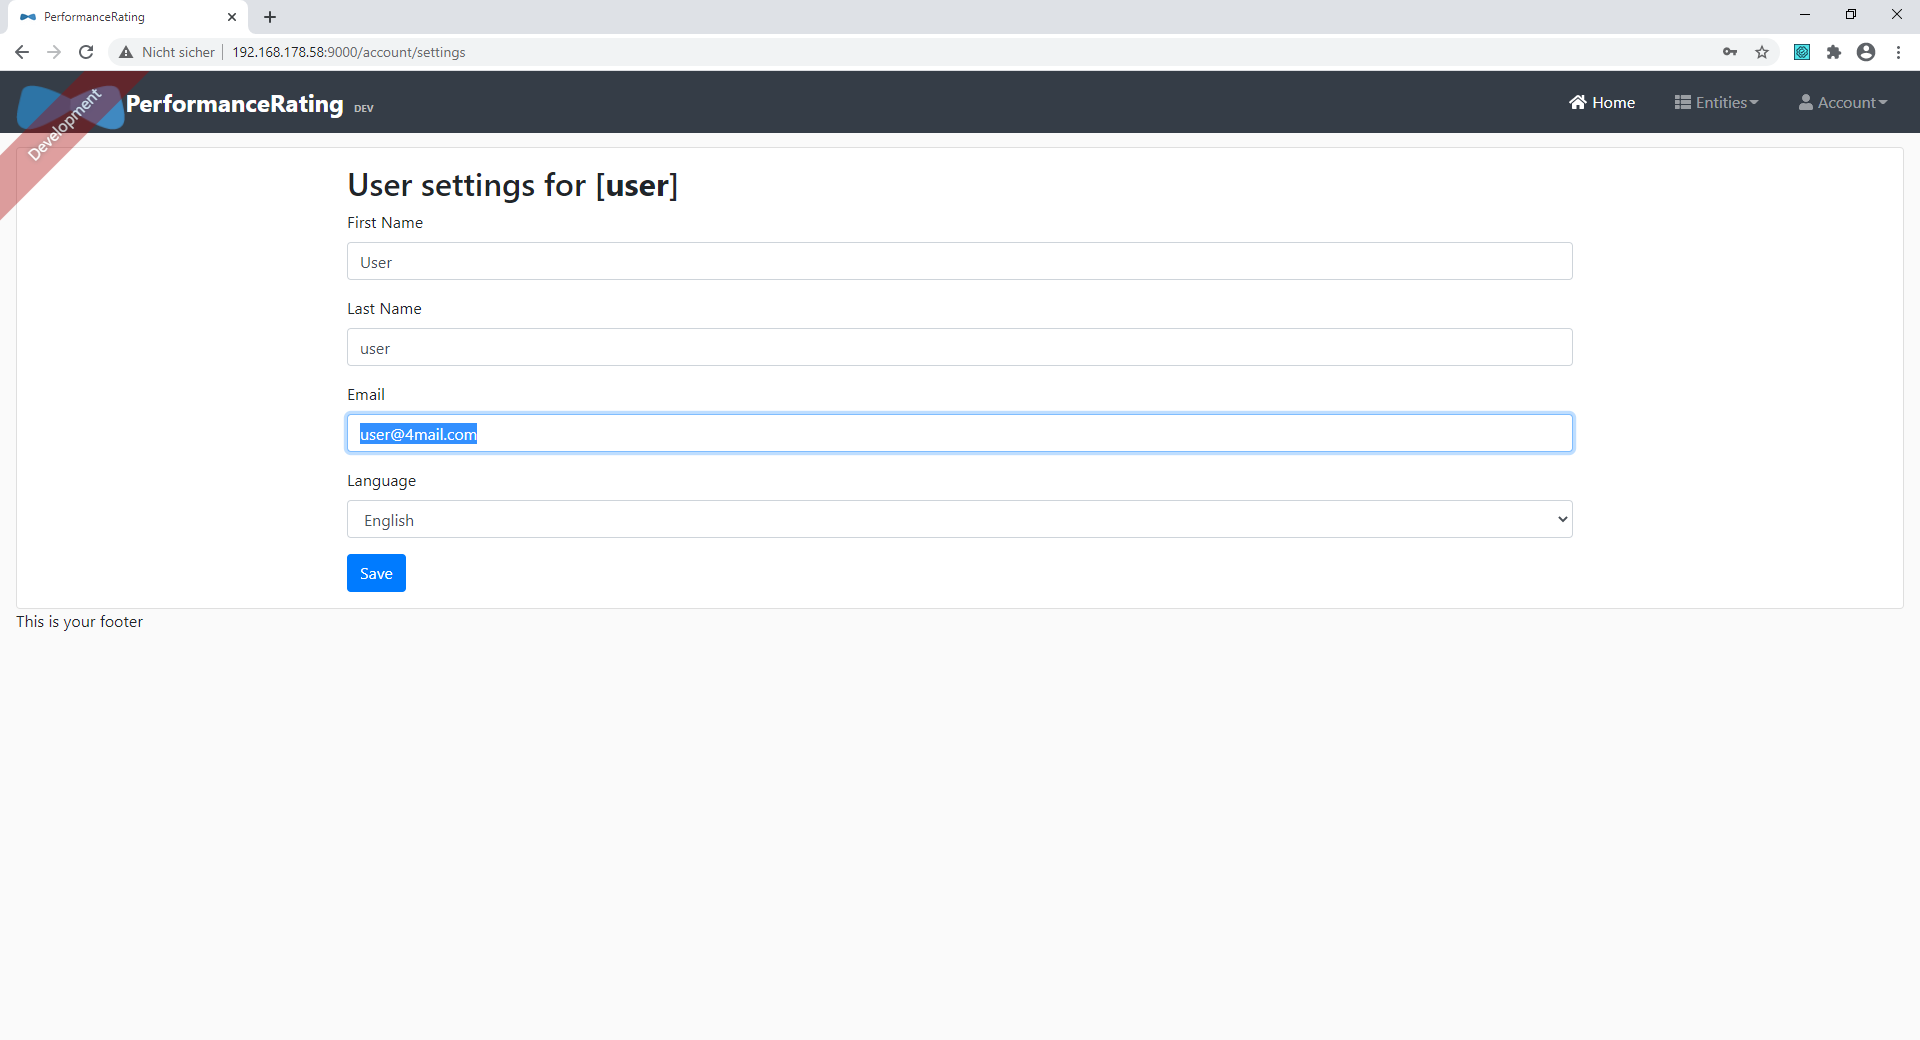 PerformanceRating
Nicht sicher 192.168.178.58:9000/account/settings
Development
PerformanceRating DEV
Home Entities Account
User settings for [user]
First Name
User
Last Name
user
Email
user@4mail.com
Language
English
Save
This is your footer